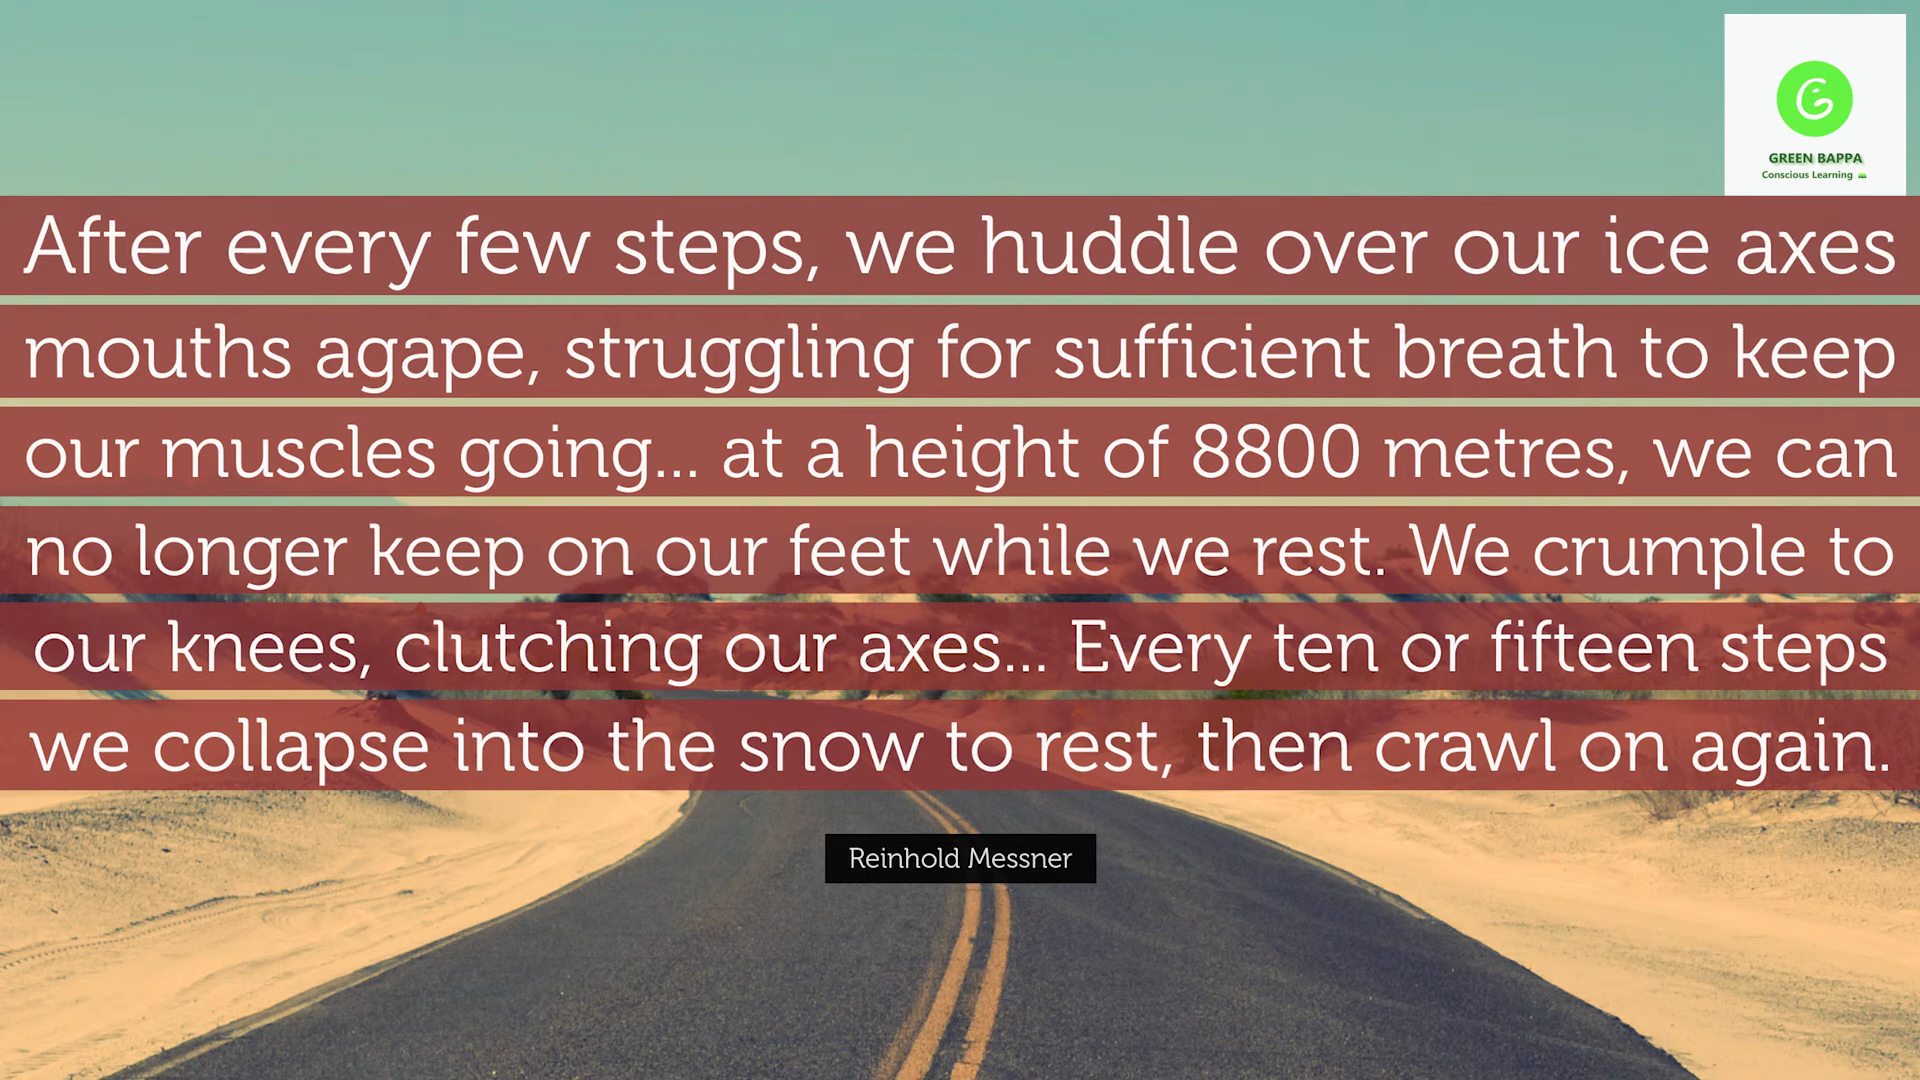 GREEN BAPPA
Conscious Learning
After every few steps, we huddle over our ice axes
mouths agape, struggling for sufficient breath to keep
our muscles going... at a height of 8800 metres, we can
no longer keep on our feet while we rest. We crumple to
our knees, clutching our axes... Every ten or fifteen steps
we collapse into the snow to rest, then crawl on again.
Reinhold Messner